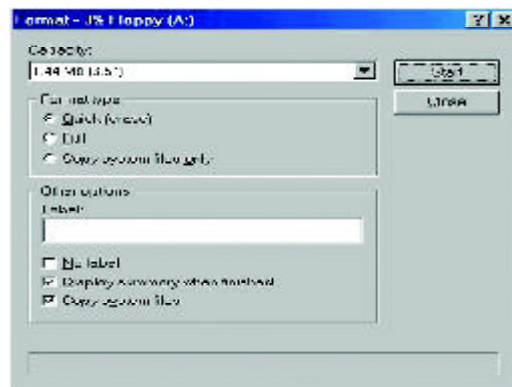 Format - 3½ Floppy (A:)
Capacity:
1.44 Mb (3.5")
Start
Close
Format type
Quick (erase)
Full
Copy system files only
Other options
Label:
No label
Display summary when finished
Copy system files